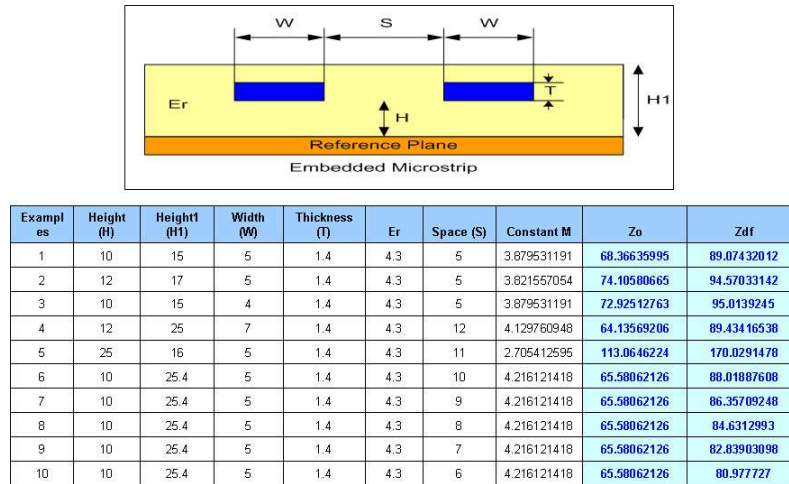 W S W
Er
H
T
H1
Reference Plane
Embedded Microstrip
Exampl es Height (H) Height1 (H1) Width (W) Thickness (T) Er Space (S) Constant M Zo Zdf
1 10 15 5 1.4 4.3 5 3.879531191 68.36635995 89.07432012
2 12 17 5 1.4 4.3 5 3.821557054 74.10580665 94.57033142
3 10 15 4 1.4 4.3 5 3.879531191 72.92512763 95.0139245
4 12 25 7 1.4 4.3 12 4.129760948 64.13569206 89.43416538
5 25 16 5 1.4 4.3 11 2.705412595 113.0646224 170.0291478
6 10 25.4 5 1.4 4.3 10 4.216121418 65.58062126 88.01887608
7 10 25.4 5 1.4 4.3 9 4.216121418 65.58062126 86.35709248
8 10 25.4 5 1.4 4.3 8 4.216121418 65.58062126 84.6312993
9 10 25.4 5 1.4 4.3 7 4.216121418 65.58062126 82.83903098
10 10 25.4 5 1.4 4.3 6 4.216121418 65.58062126 80.977727